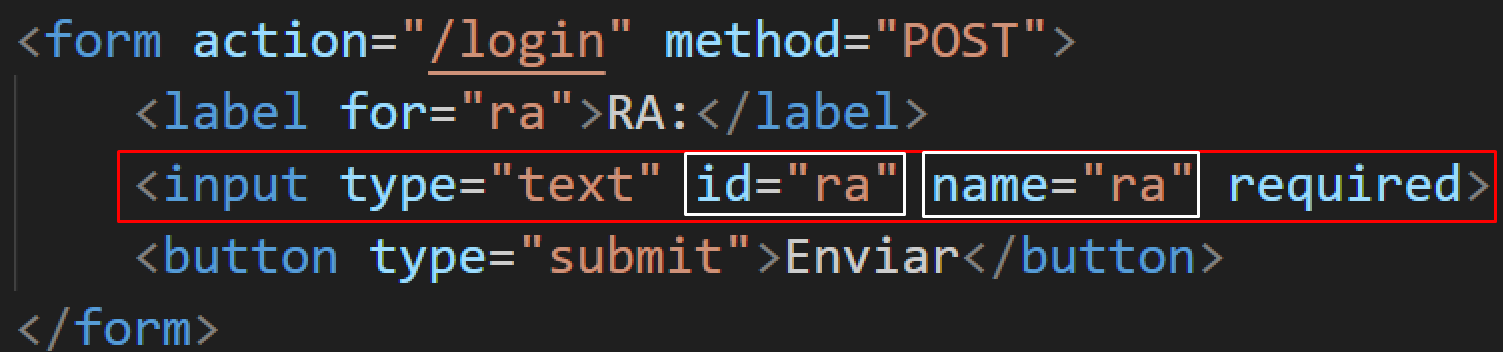 <form action="/login" method="POST">
<label for="ra">RA:</label>
<input type="text" id="ra" name="ra" required>
<button type="submit">Enviar</button>
</form>